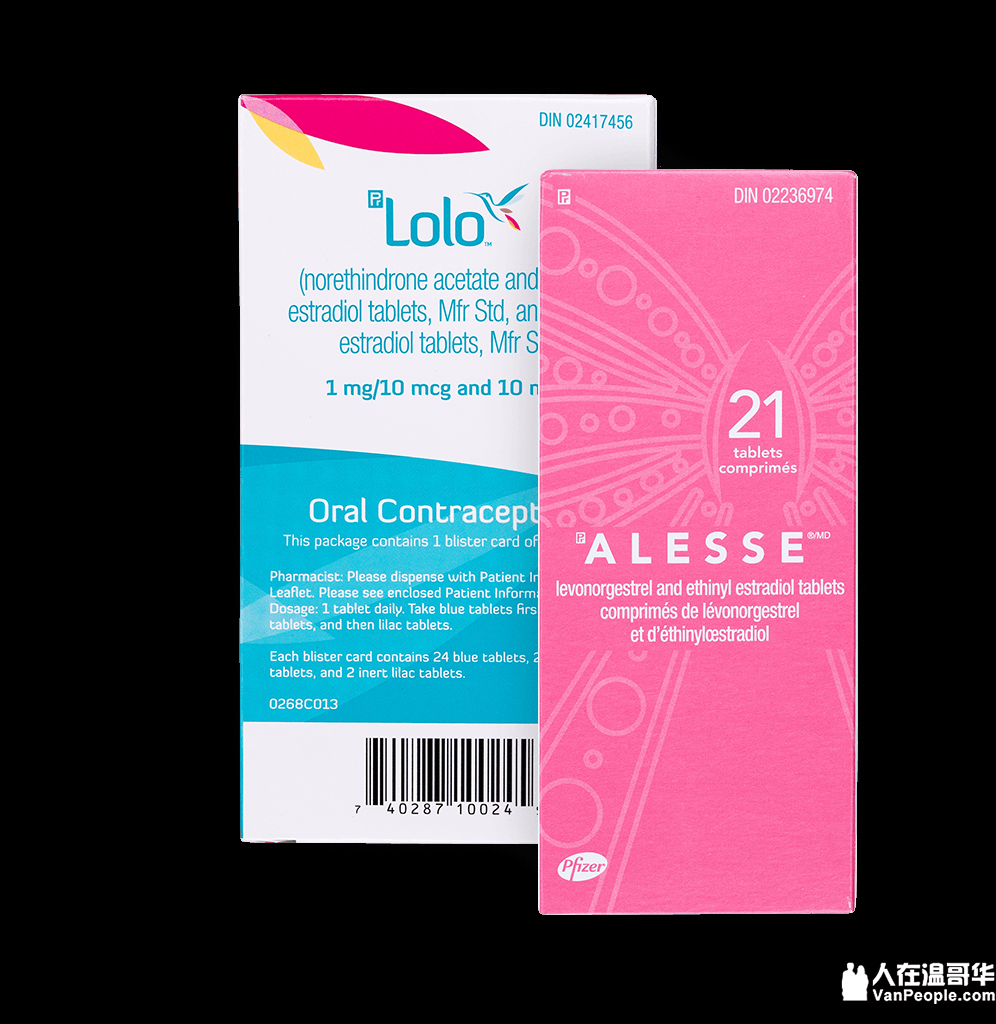 DIN 02417456
Pr Lolo™
(norethindrone acetate and
estradiol tablets, Mfr Std, an
estradiol tablets, Mfr S
1 mg/10 mcg and 10 m
Oral Contracept
This package contains 1 blister card of
Pharmacist: Please dispense with Patient In
Leaflet. Please see enclosed Patient Informa
Dosage: 1 tablet daily. Take blue tablets firs
tablets, and then lilac tablets.
Each blister card contains 24 blue tablets, 2
tablets, and 2 inert lilac tablets.
0268C013
7 40287 10024
Pr
DIN 02236974
21
tablets
comprimés
Pr ALESSE®/MD
levonorgestrel and ethinyl estradiol tablets
comprimés de lévonorgestrel
et d'éthinylœstradiol
Pfizer
人在温哥华
VanPeople.com